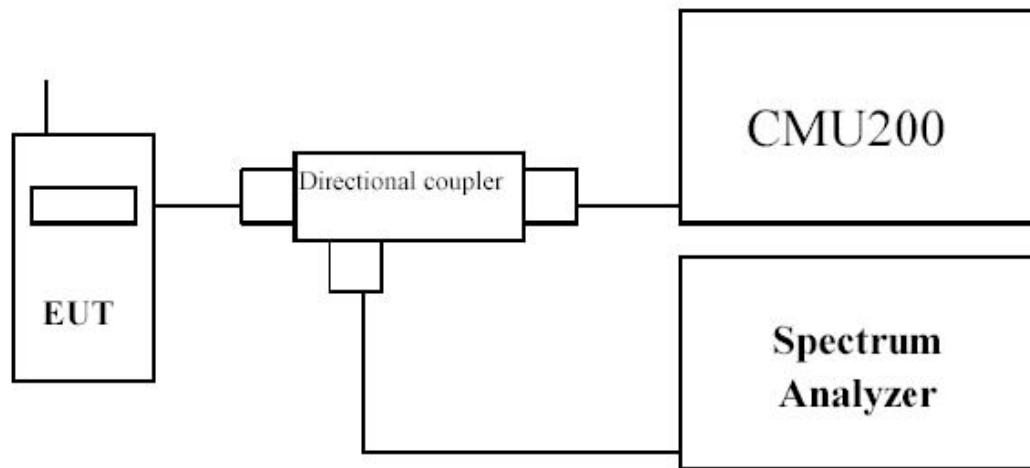 CMU200
Directional coupler
EUT
Spectrum
Analyzer